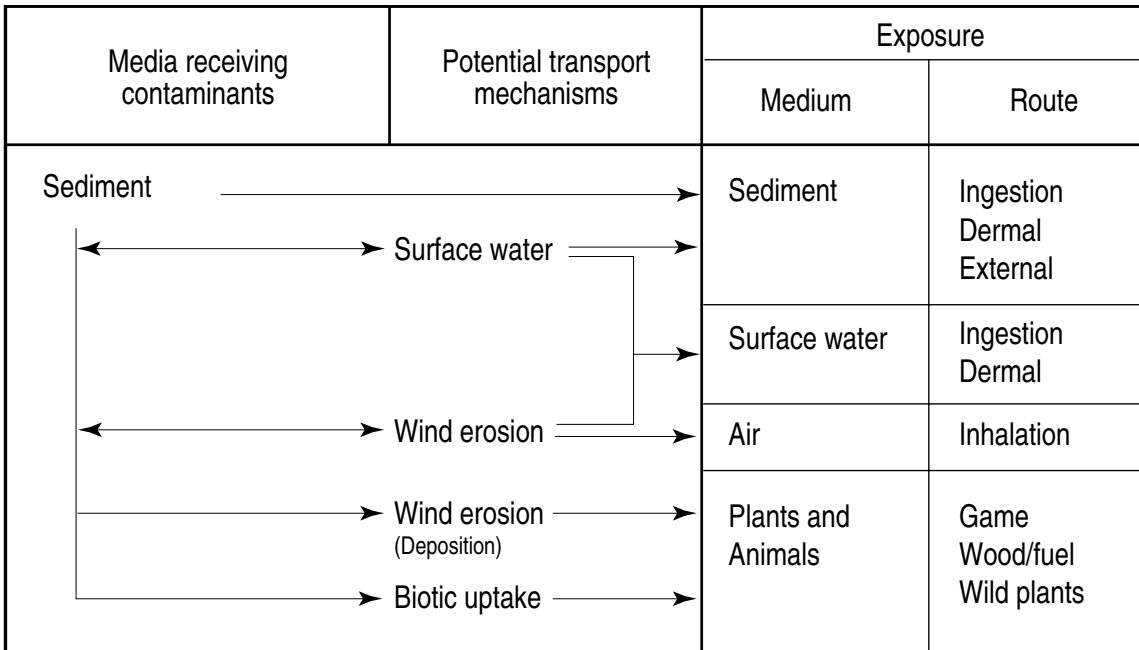 Media receiving
contaminants
Potential transport
mechanisms
Exposure
Medium
Route
Sediment
Sediment
Ingestion
Dermal
External
Surface water
Surface water
Ingestion
Dermal
Wind erosion
Air
Inhalation
Wind erosion
(Deposition)
Plants and
Animals
Game
Wood/fuel
Wild plants
Biotic uptake